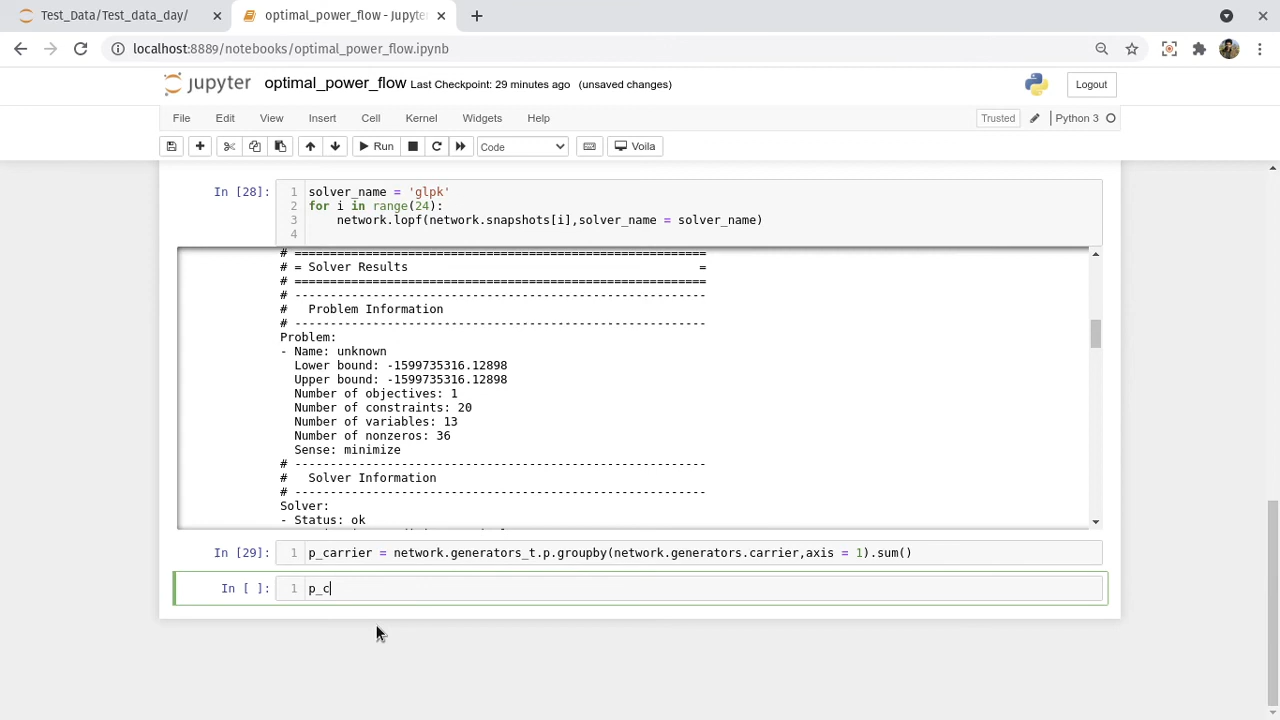 Test_Data/Test_data_day/
optimal_power_flow - Jupyte
localhost:8889/notebooks/optimal_power_flow.ipynb
jupyter optimal_power_flow Last Checkpoint: 29 minutes ago (unsaved changes) Logout
File Edit View Insert Cell Kernel Widgets Help Trusted Python 3
Run Code Voila
In [28]: 1 solver_name = 'glpk'
2 for i in range(24):
3 network.lopf(network.snapshots[i],solver_name = solver_name)
4
# ==========================================================
# = Solver Results =
# ==========================================================
# ----------------------------------------------------------
# Problem Information
# ----------------------------------------------------------
Problem:
- Name: unknown
Lower bound: -1599735316.12898
Upper bound: -1599735316.12898
Number of objectives: 1
Number of constraints: 20
Number of variables: 13
Number of nonzeros: 36
Sense: minimize
# ----------------------------------------------------------
# Solver Information
# ----------------------------------------------------------
Solver:
- Status: ok
In [29]: 1 p_carrier = network.generators_t.p.groupby(network.generators.carrier,axis = 1).sum()
In [ ]: 1 p_c